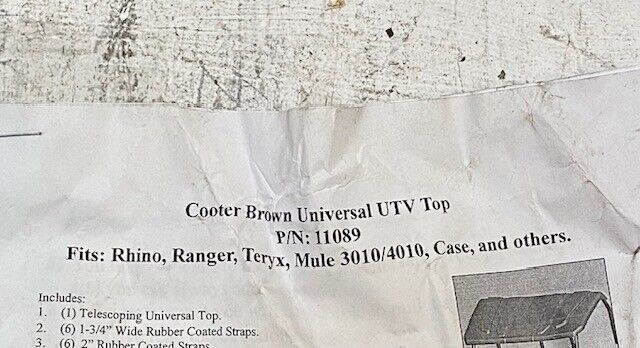 Cooter Brown Universal UTV Top
P/N: 11089
Fits: Rhino, Ranger, Teryx, Mule 3010/4010, Case, and others.
Includes:
1. (1) Telescoping Universal Top.
2. (6) 1-3/4" Wide Rubber Coated Straps.
3. (6) 2" Rubber Coated Straps